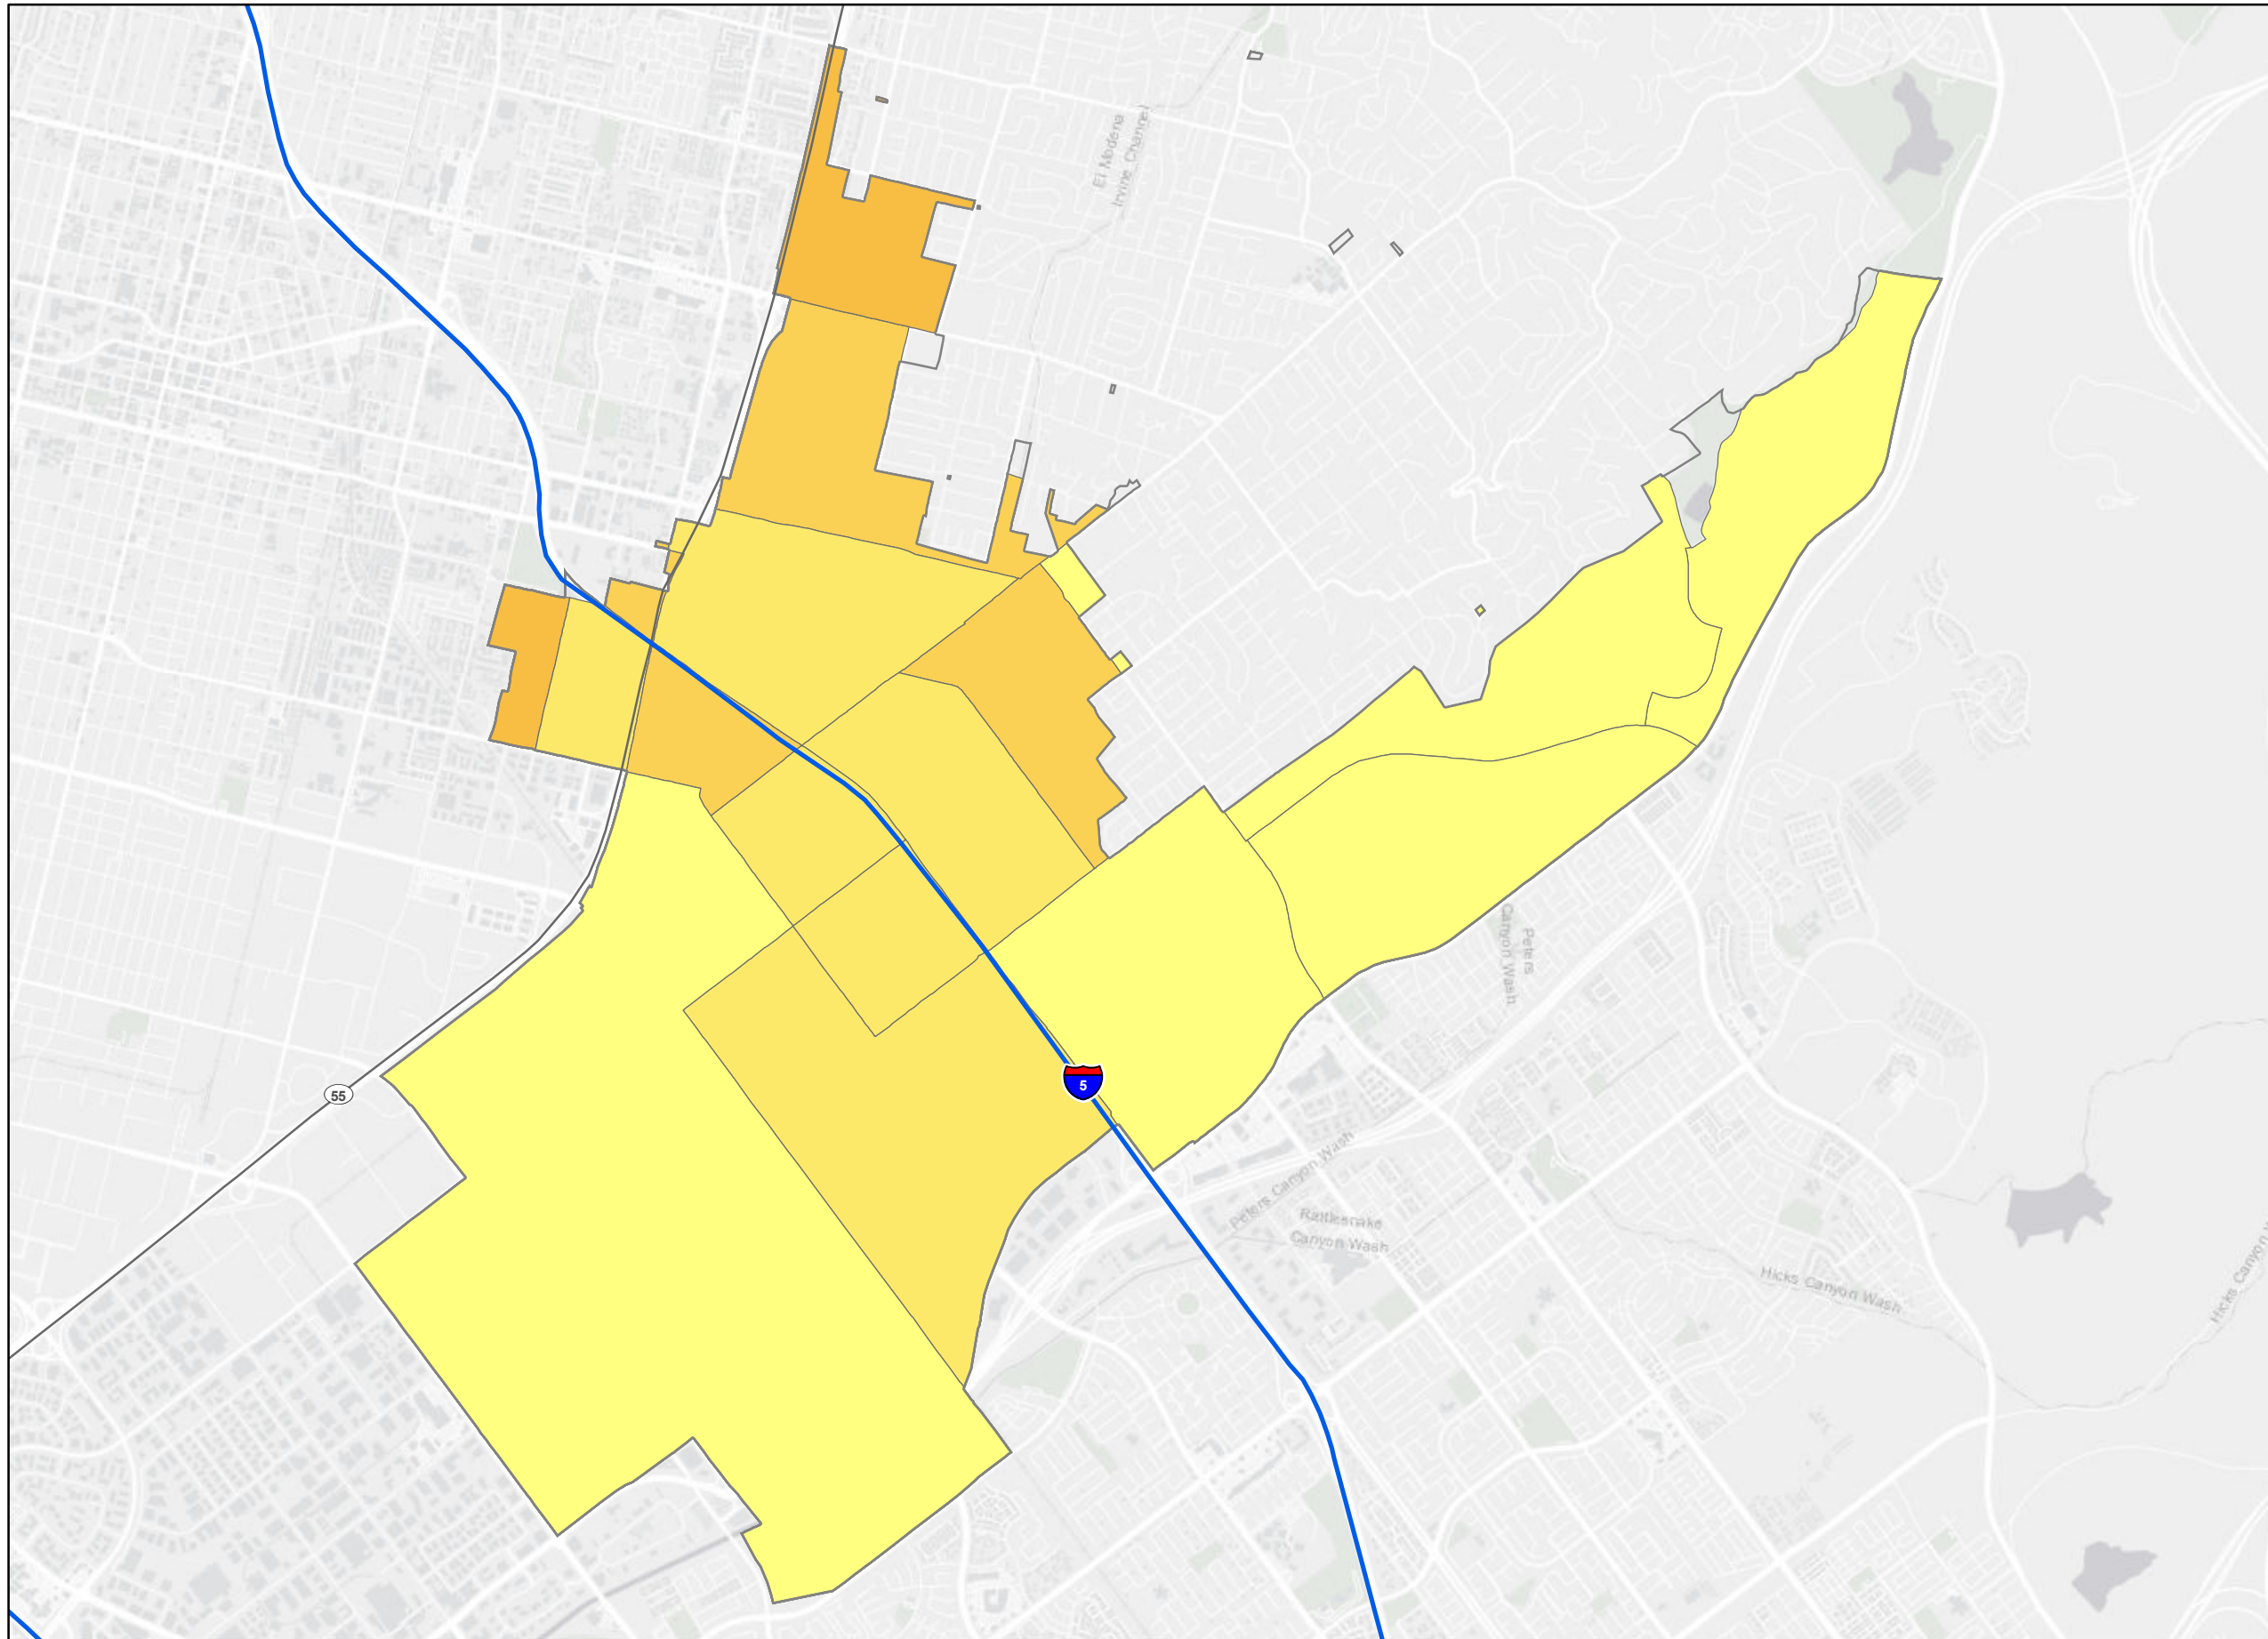 El Modena
Irvine Channel
Peters
Canyon Wash
55
5
Peters Canyon Wash
Rattlesnake
Canyon Wash
Hicks Canyon Wash
Hicks Canyon